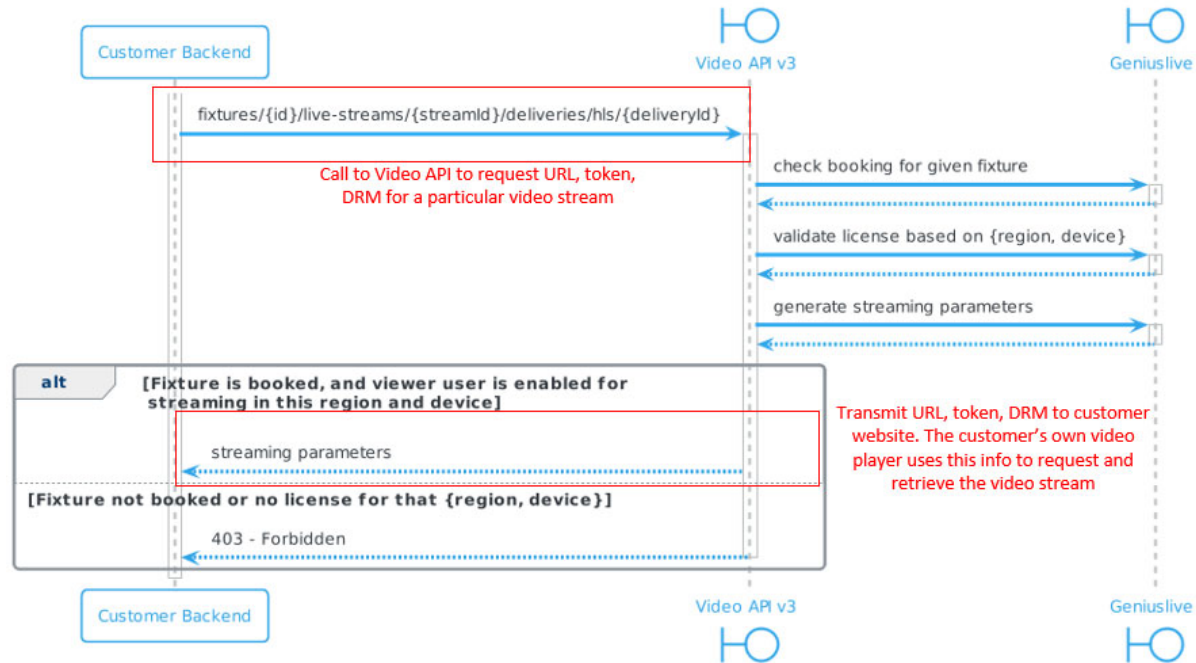 Customer Backend
Video API v3
Geniuslive
fixtures/{id}/live-streams/{streamId}/deliveries/hls/{deliveryId}
Call to Video API to request URL, token,
DRM for a particular video stream
check booking for given fixture
validate license based on {region, device}
generate streaming parameters
alt
[Fixture is booked, and viewer user is enabled for
streaming in this region and device]
Transmit URL, token, DRM to customer
website. The customer's own video
player uses this info to request and
retrieve the video stream
streaming parameters
[Fixture not booked or no license for that {region, device}]
403 - Forbidden
Customer Backend
Video API v3
Geniuslive